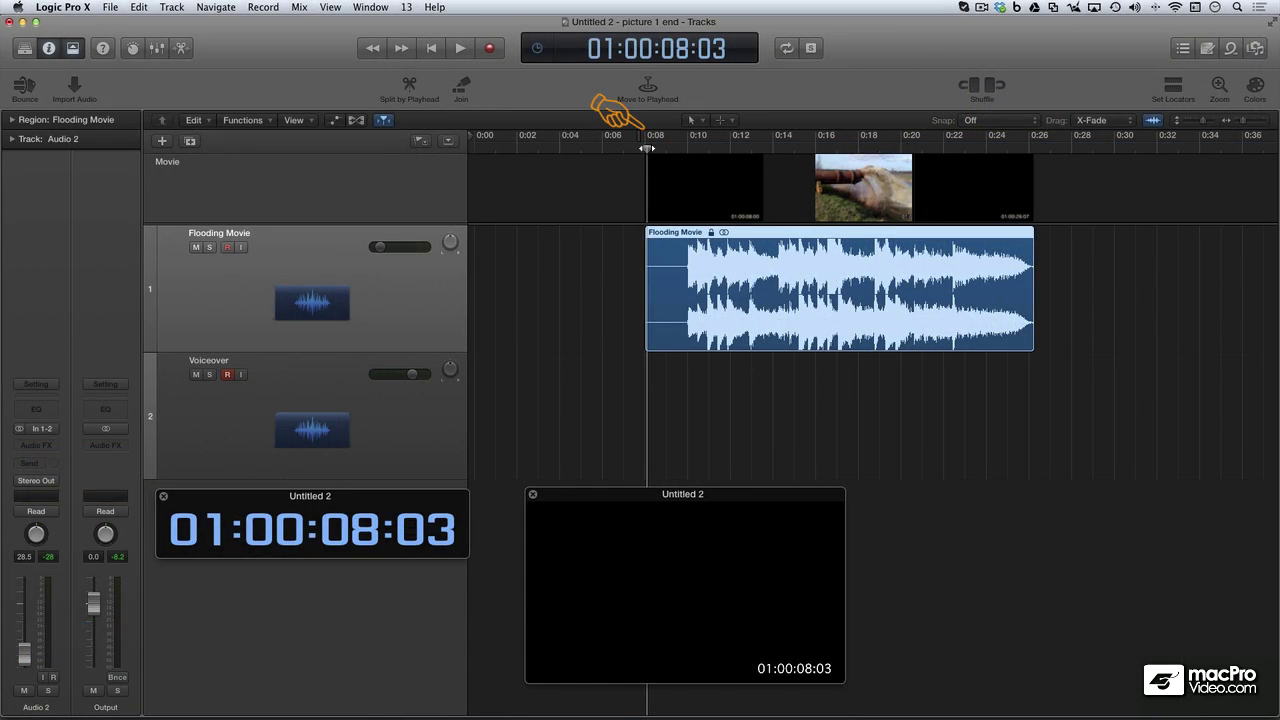 Logic Pro X File Edit Track Navigate Record Mix View Window 13 Help
Untitled 2 - picture 1 end - Tracks
01:00:08:03
Bounce Import Audio Split by Playhead Join Move to Playhead Shuffle Set Locators Zoom Colors
Region: Flooding Movie Edit Functions View Snap: Off Drag: X-Fade
Track: Audio 2 0:00 0:02 0:04 0:06 0:08 0:10 0:12 0:14 0:16 0:18 0:20 0:22 0:24 0:26 0:28 0:30 0:32 0:34 0:36
Movie
01:00:08:00
Flooding Movie
M S R I
Flooding Movie
1
Voiceover
M S R I
2
Setting Setting
EQ EQ
In 1-2
Audio FX Audio FX
Send
Stereo Out
Read Read
28.5 -28 0.0 -8.2
I R Bnce
M S M S
Audio 2 Output
Untitled 2
01:00:08:03
Untitled 2
01:00:08:03
macPro
Video.com